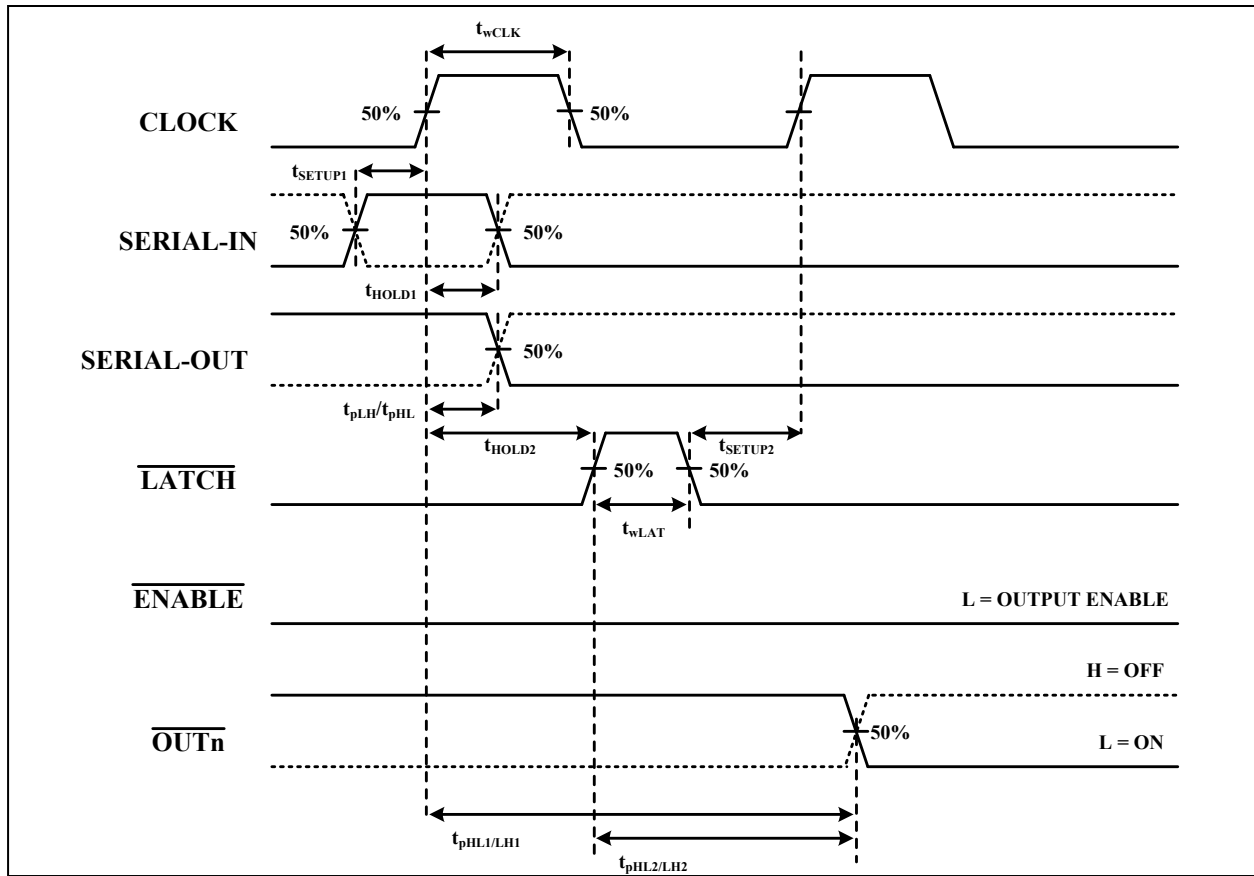 twCLK
50%
50%
CLOCK
tSETUP1
50%
50%
SERIAL-IN
tHOLD1
50%
SERIAL-OUT
tpLH/tpHL
tHOLD2
tSETUP2
50%
50%
LATCH
twLAT
ENABLE
L = OUTPUT ENABLE
H = OFF
50%
OUTn
L = ON
tpHL1/LH1
tpHL2/LH2